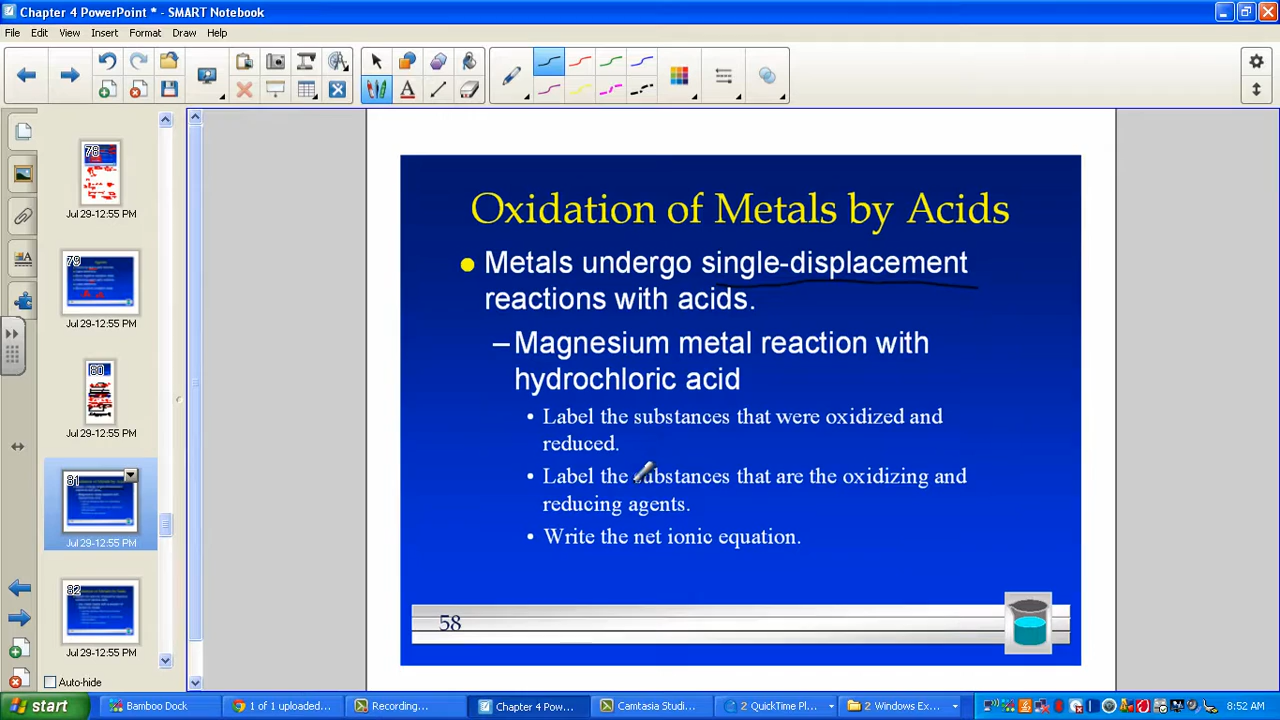 Chapter 4 PowerPoint * - SMART Notebook
File Edit View Insert Format Draw Help
78
Jul 29-12:55 PM
79
Jul 29-12:55 PM
80
Jul 29-12:55 PM
81
Jul 29-12:55 PM
82
Jul 29-12:55 PM
Auto-hide
Oxidation of Metals by Acids
Metals undergo single-displacement
reactions with acids.
–Magnesium metal reaction with
hydrochloric acid
• Label the substances that were oxidized and
reduced.
• Label the substances that are the oxidizing and
reducing agents.
• Write the net ionic equation.
58
start Bamboo Dock 1 of 1 uploaded... Recording... Chapter 4 Pow... Camtasia Studi... 2 QuickTime Pl... 2 Windows Ex... 8:52 AM